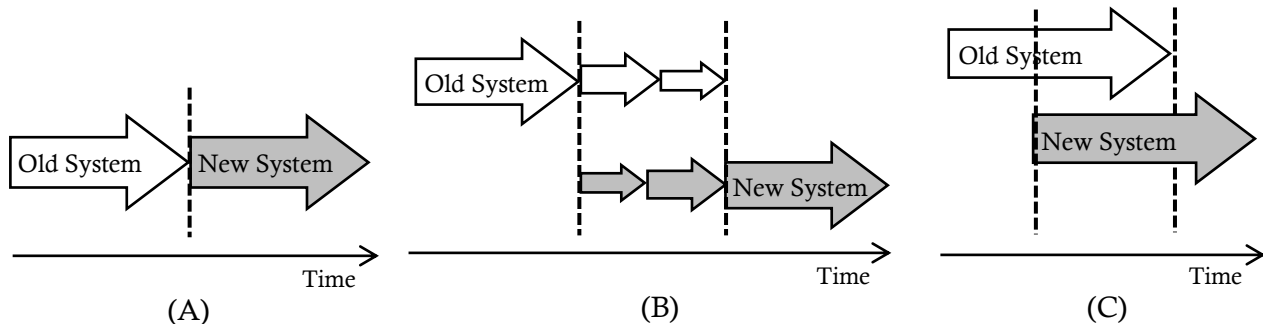 Old System
New System
Time
(A)
Old System
New System
Time
(B)
Old System
New System
Time
(C)